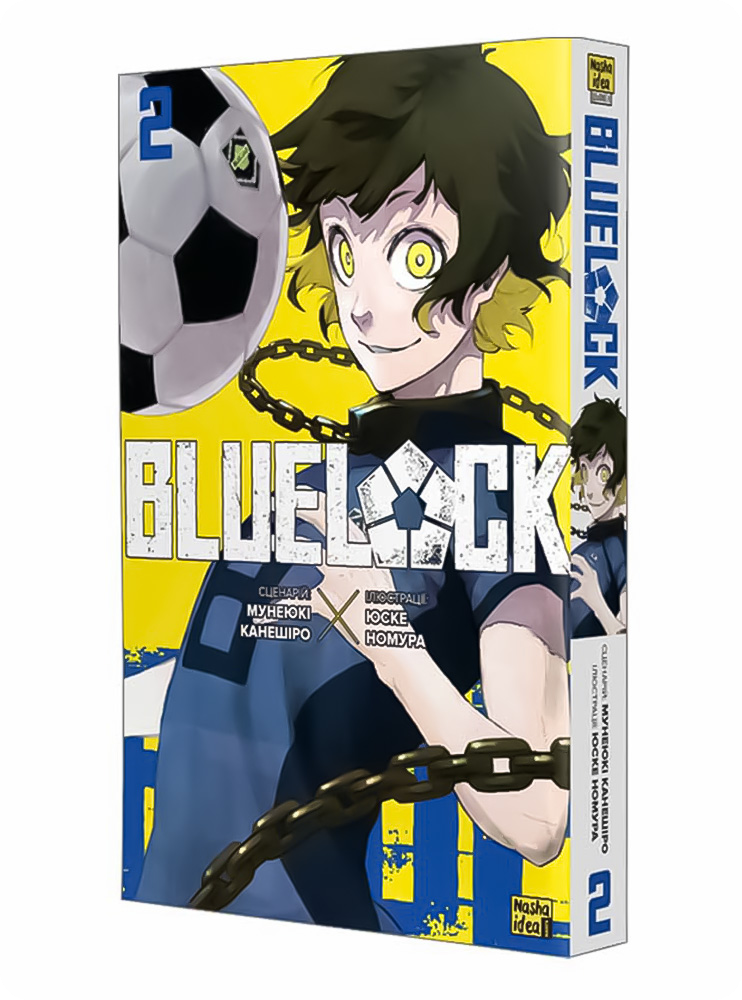 2
BLUELOCK
СЦЕНАРІЙ:
МУНЕЮКІ
КАНЕШІРО
ІЛЮСТРАЦІЇ:
ЮСКЕ
НОМУРА
Nasha
idea
Nasha
idea
BLUELOCK
СЦЕНАРІЙ: МУНЕЮКІ КАНЕШІРО
ІЛЮСТРАЦІЇ: ЮСКЕ НОМУРА
2